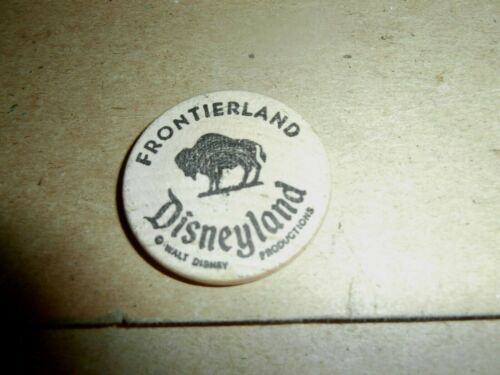 FRONTIERLAND
Disneyland
© WALT DISNEY PRODUCTIONS